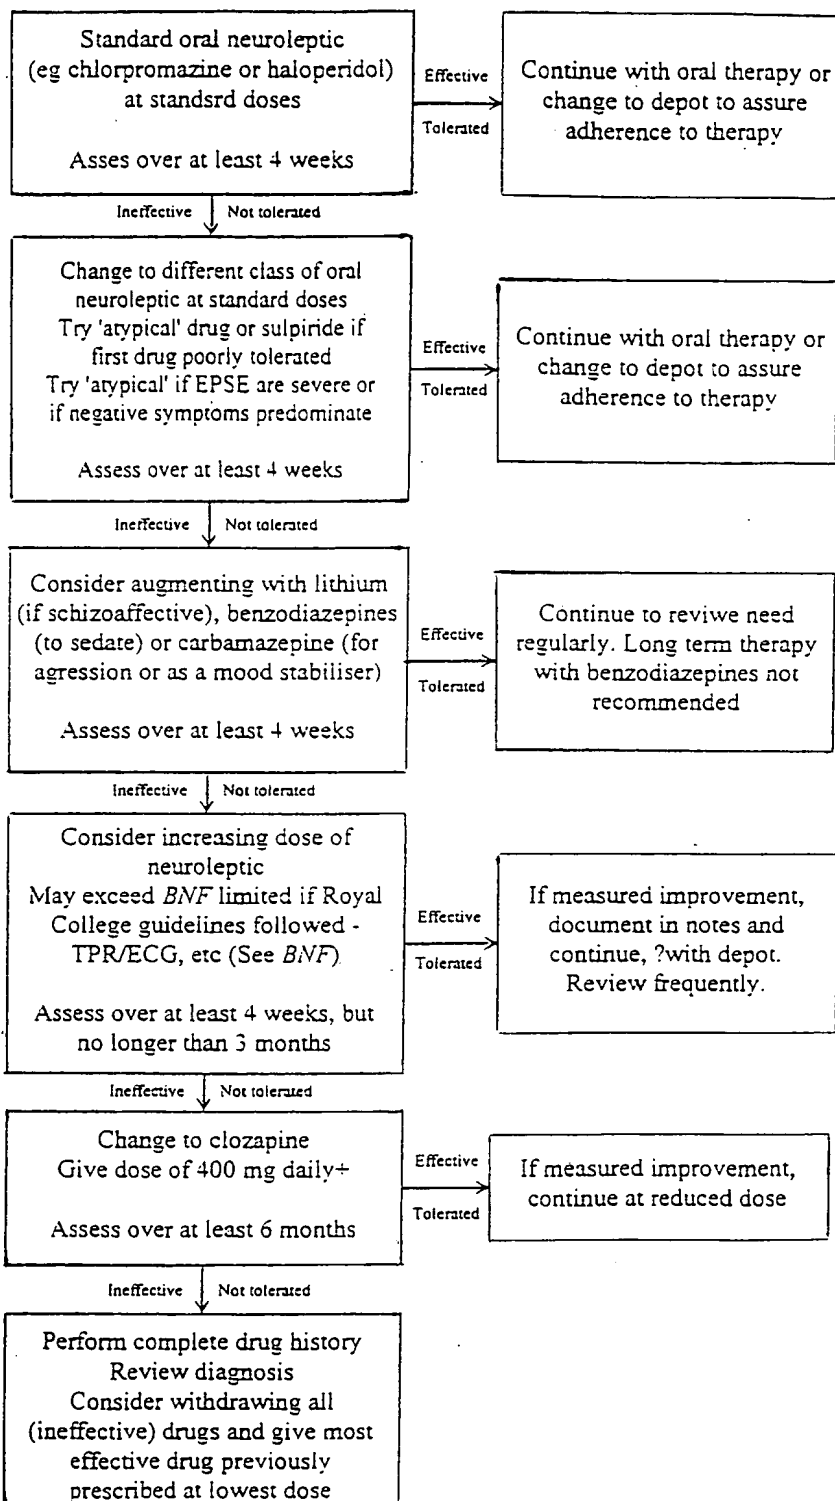 Standard oral neuroleptic
(eg chlorpromazine or haloperidol)
at standsrd doses
Asses over at least 4 weeks
Effective
Tolerated
Continue with oral therapy or
change to depot to assure
adherence to therapy
Ineffective Not tolerated
Change to different class of oral
neuroleptic at standard doses
Try 'atypical' drug or sulpiride if
first drug poorly tolerated
Try 'atypical' if EPSE are severe or
if negative symptoms predominate
Assess over at least 4 weeks
Effective
Tolerated
Continue with oral therapy or
change to depot to assure
adherence to therapy
Ineffective Not tolerated
Consider augmenting with lithium
(if schizoaffective), benzodiazepines
(to sedate) or carbamazepine (for
agression or as a mood stabiliser)
Assess over at least 4 weeks
Effective
Tolerated
Continue to reviwe need
regularly. Long term therapy
with benzodiazepines not
recommended
Ineffective Not tolerated
Consider increasing dose of
neuroleptic
May exceed BNF limited if Royal
College guidelines followed -
TPR/ECG, etc (See BNF)
Assess over at least 4 weeks, but
no longer than 3 months
Effective
Tolerated
If measured improvement,
document in notes and
continue, ?with depot.
Review frequently.
Ineffective Not tolerated
Change to clozapine
Give dose of 400 mg daily+
Assess over at least 6 months
Effective
Tolerated
If measured improvement,
continue at reduced dose
Ineffective Not tolerated
Perform complete drug history
Review diagnosis
Consider withdrawing all
(ineffective) drugs and give most
effective drug previously
prescribed at lowest dose